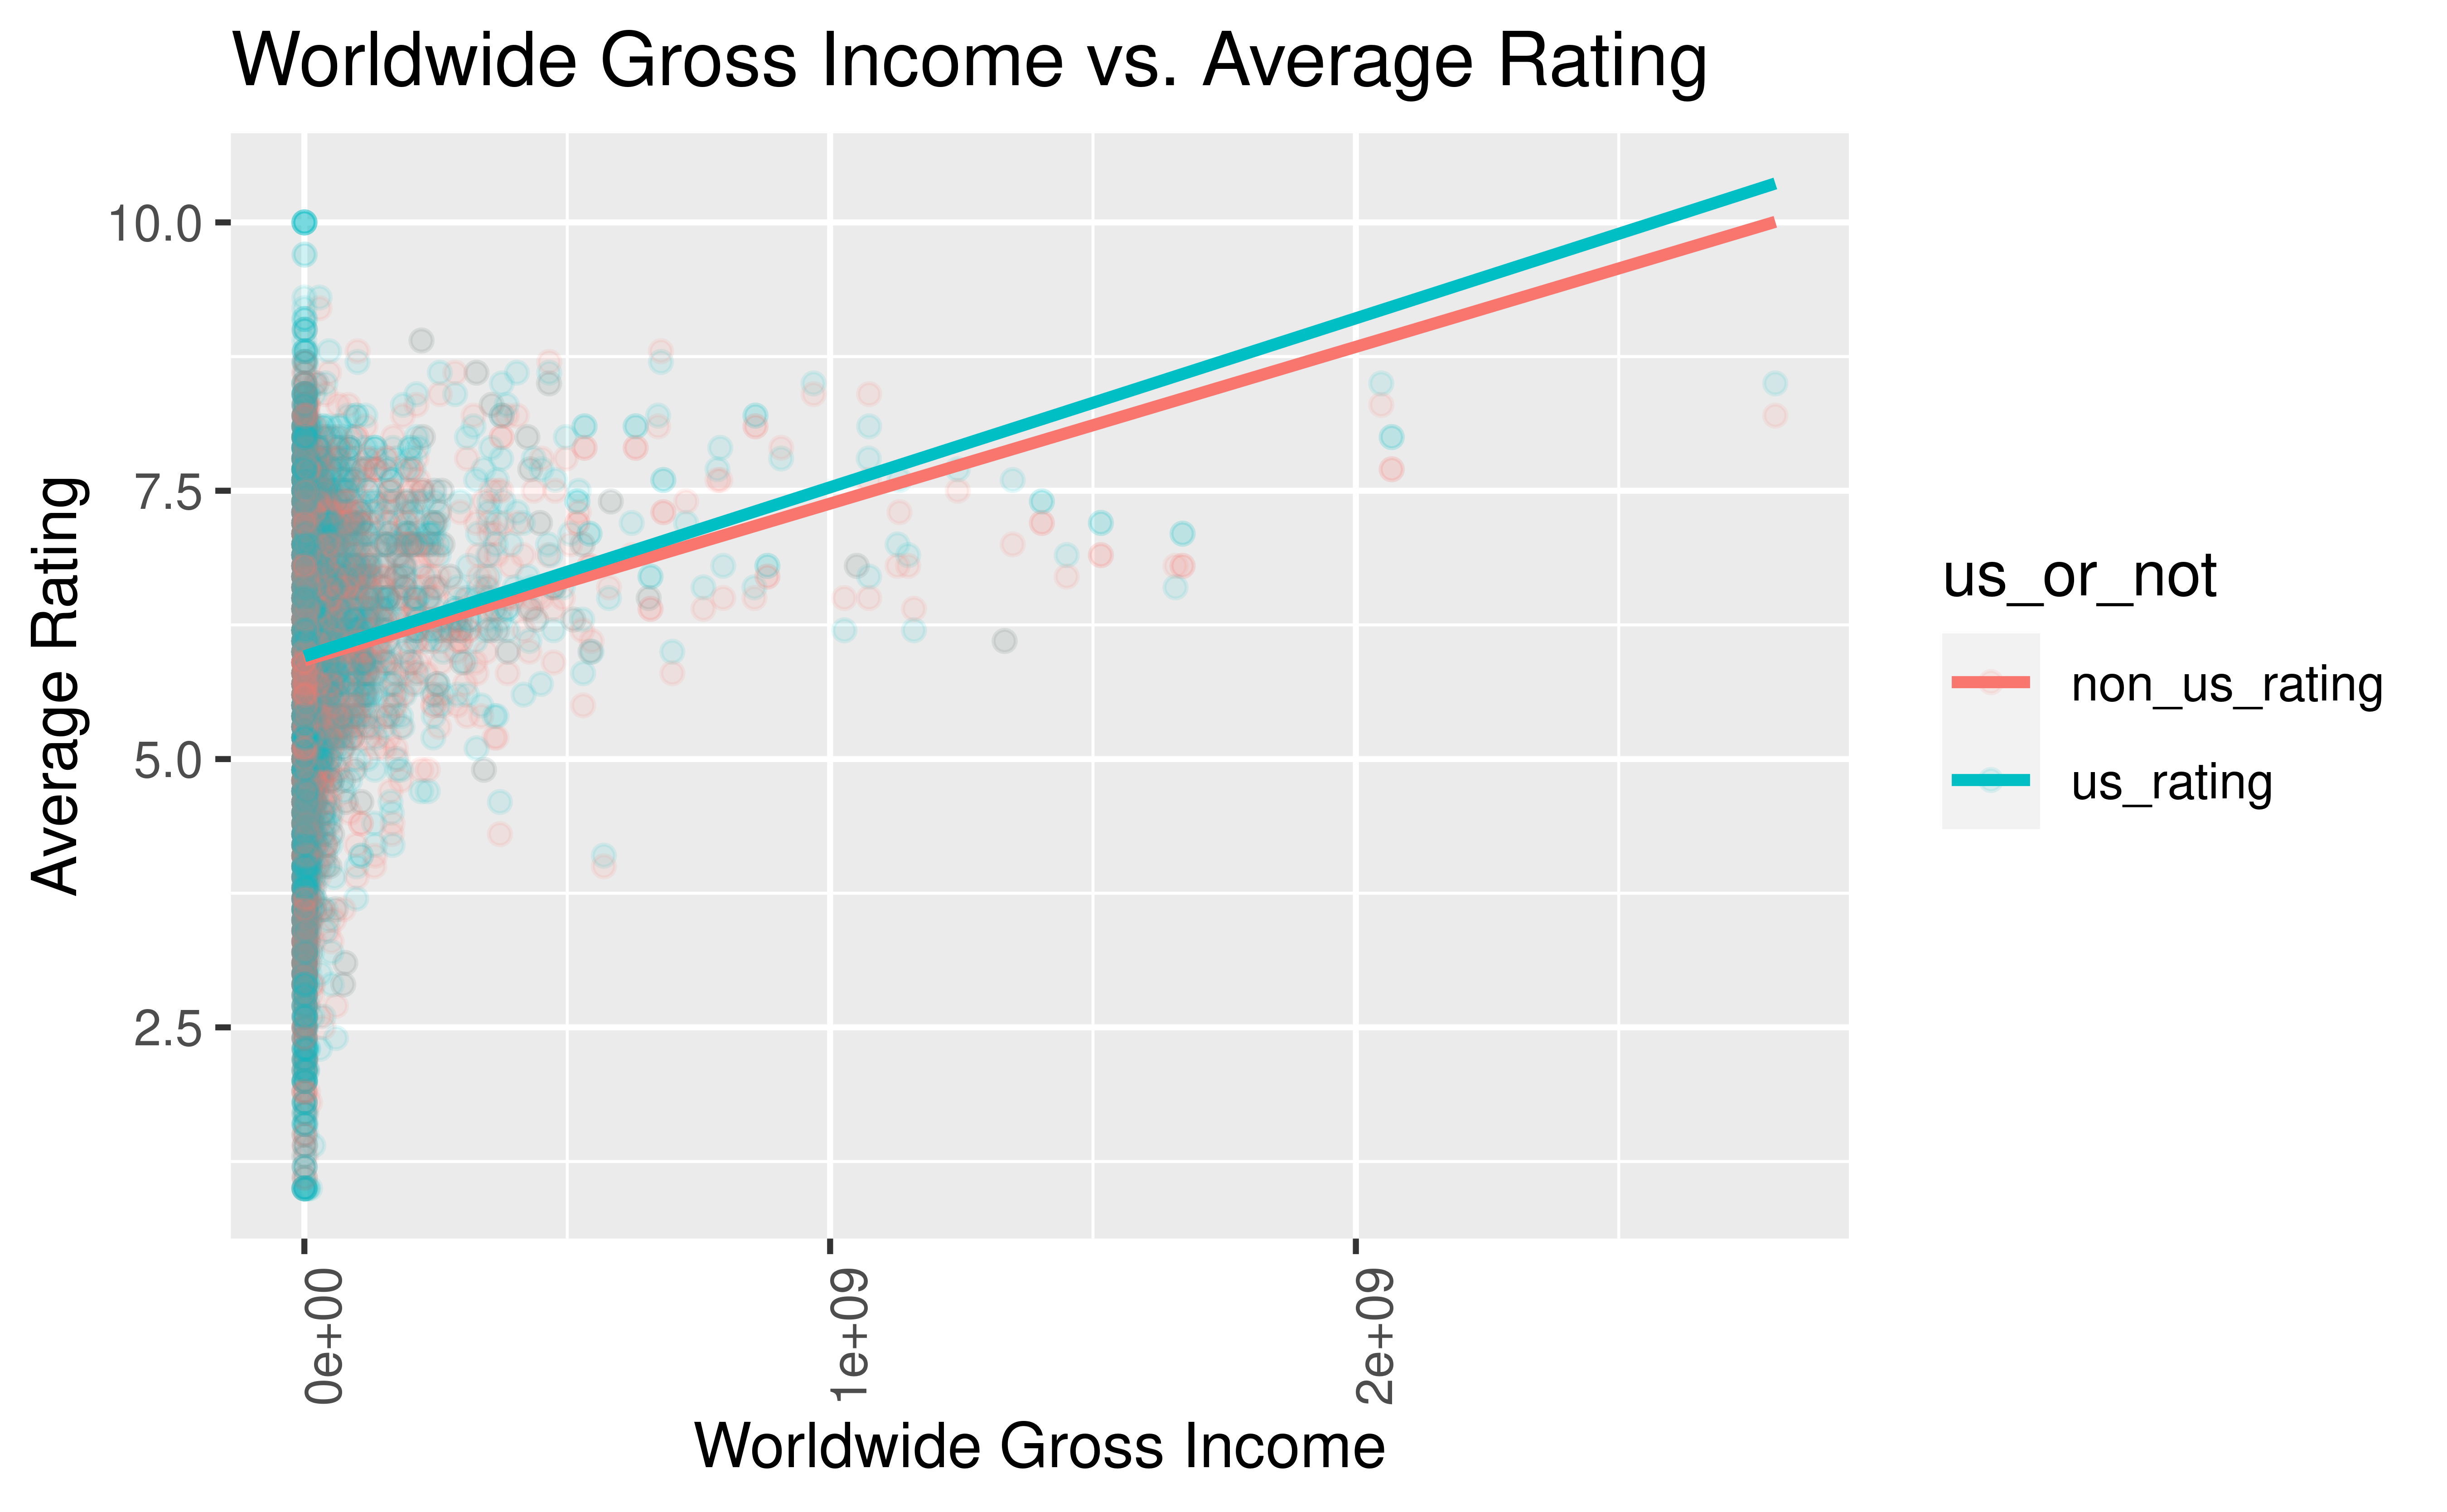 Worldwide Gross Income vs. Average Rating
10.0
7.5
5.0
2.5
Average Rating
0e+00
1e+09
2e+09
Worldwide Gross Income
us_or_not
non_us_rating
us_rating